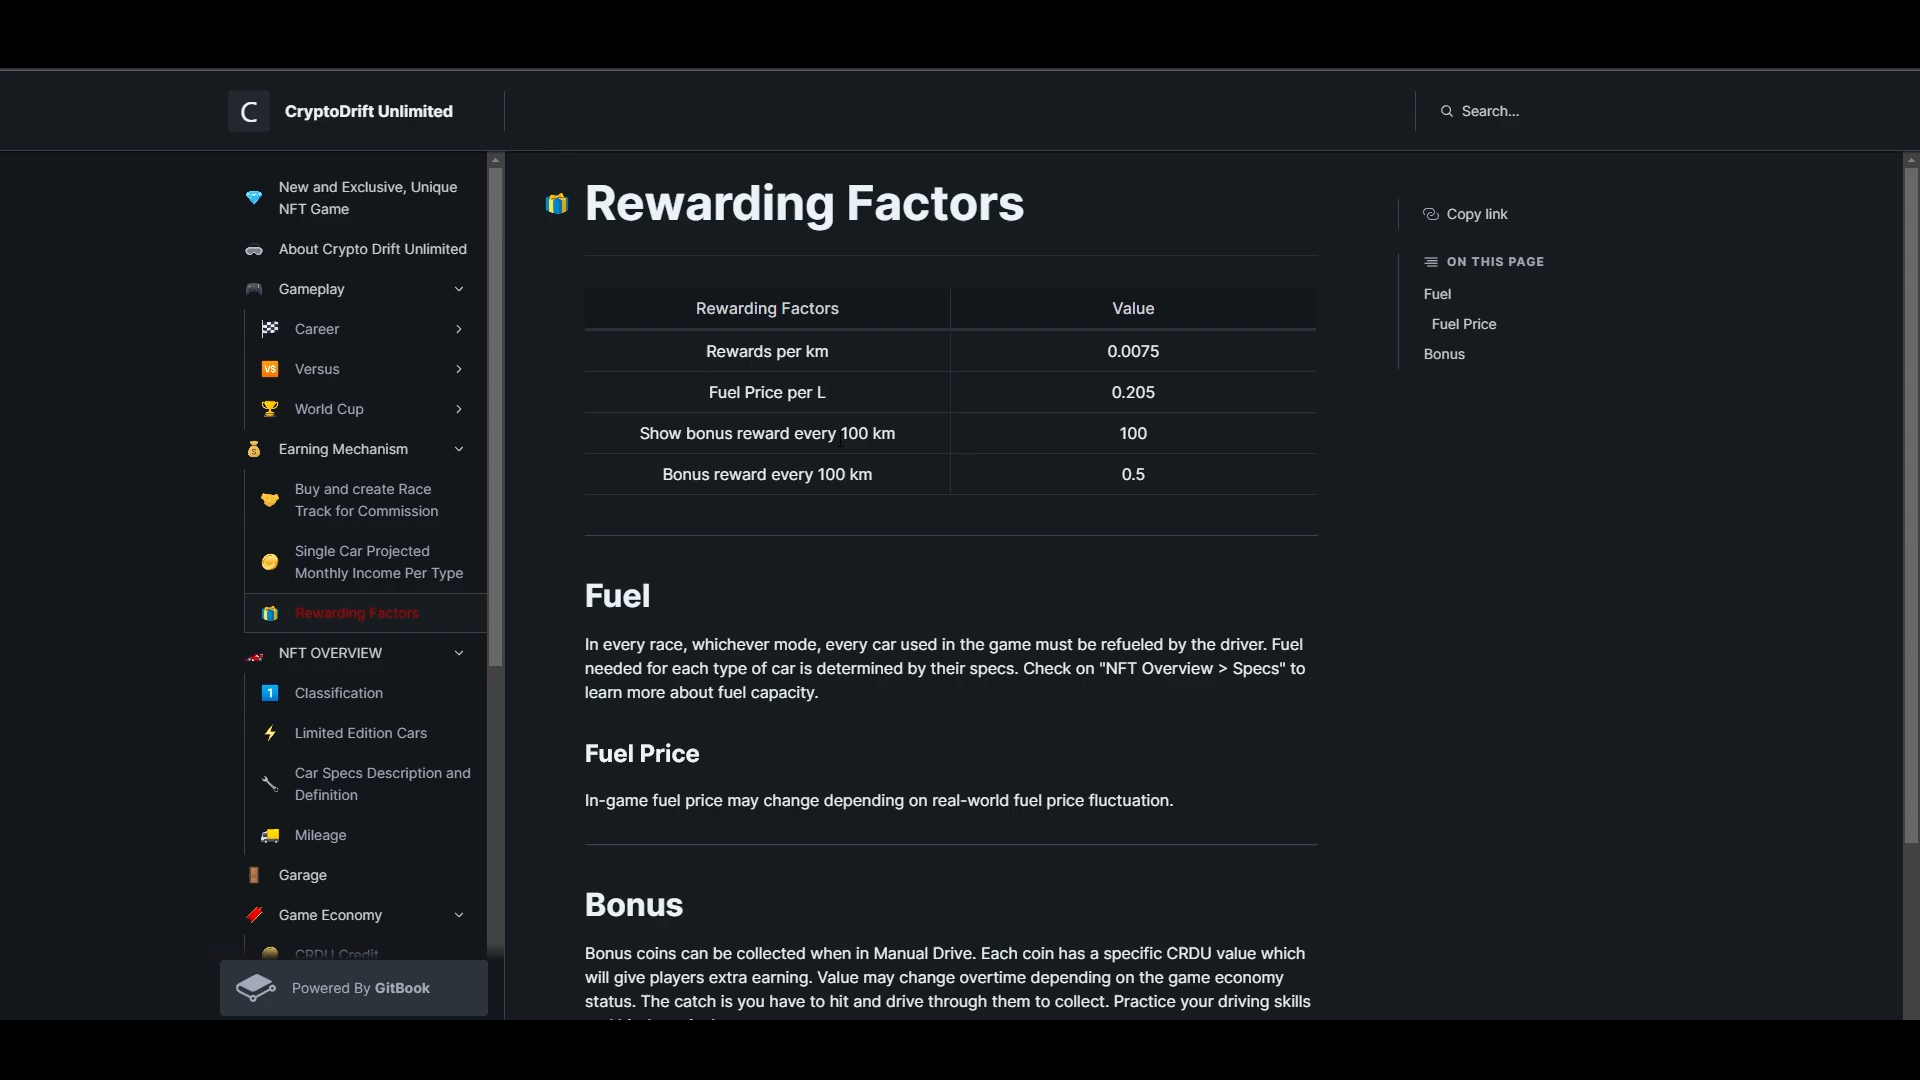 C CryptoDrift Unlimited
Search...
New and Exclusive, Unique
NFT Game
About Crypto Drift Unlimited
Gameplay
Career
VS Versus
World Cup
Earning Mechanism
Buy and create Race
Track for Commission
Single Car Projected
Monthly Income Per Type
Rewarding Factors
NFT OVERVIEW
1 Classification
Limited Edition Cars
Car Specs Description and
Definition
Mileage
Garage
Game Economy
CRDU Credit
Powered By GitBook
Rewarding Factors
Rewarding Factors Value
Rewards per km 0.0075
Fuel Price per L 0.205
Show bonus reward every 100 km 100
Bonus reward every 100 km 0.5
Fuel
In every race, whichever mode, every car used in the game must be refueled by the driver. Fuel
needed for each type of car is determined by their specs. Check on "NFT Overview > Specs" to
learn more about fuel capacity.
Fuel Price
In-game fuel price may change depending on real-world fuel price fluctuation.
Bonus
Bonus coins can be collected when in Manual Drive. Each coin has a specific CRDU value which
will give players extra earning. Value may change overtime depending on the game economy
status. The catch is you have to hit and drive through them to collect. Practice your driving skills
Copy link
ON THIS PAGE
Fuel
Fuel Price
Bonus